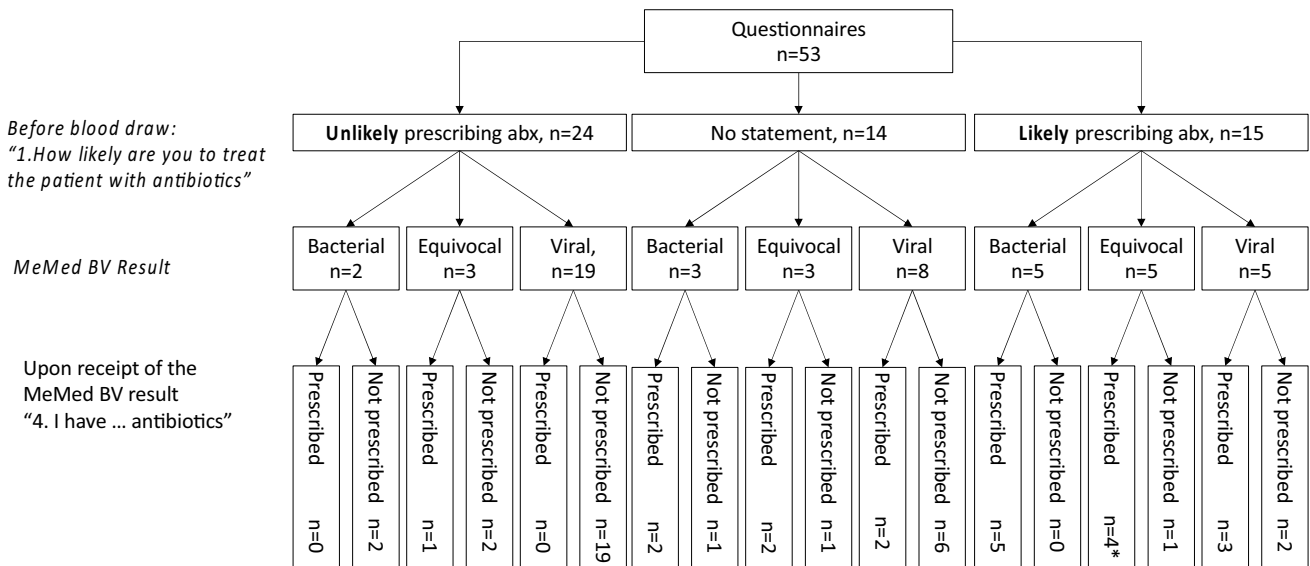 Questionnaires
n=53
Before blood draw:
“1.How likely are you to treat
the patient with antibiotics”
Unlikely prescribing abx, n=24
No statement, n=14
Likely prescribing abx, n=15
MeMed BV Result
Bacterial
n=2
Equivocal
n=3
Viral,
n=19
Bacterial
n=3
Equivocal
n=3
Viral
n=8
Bacterial
n=5
Equivocal
n=5
Viral
n=5
Upon receipt of the
MeMed BV result
“4. I have ... antibiotics”
Prescribed n=0
Not prescribed n=2
Prescribed n=1
Not prescribed n=2
Prescribed n=0
Not prescribed n=19
Prescribed n=2
Not prescribed n=1
Prescribed n=2
Not prescribed n=1
Prescribed n=2
Not prescribed n=6
Prescribed n=5
Not prescribed n=0
Prescribed n=4*
Not prescribed n=1
Prescribed n=3
Not prescribed n=2